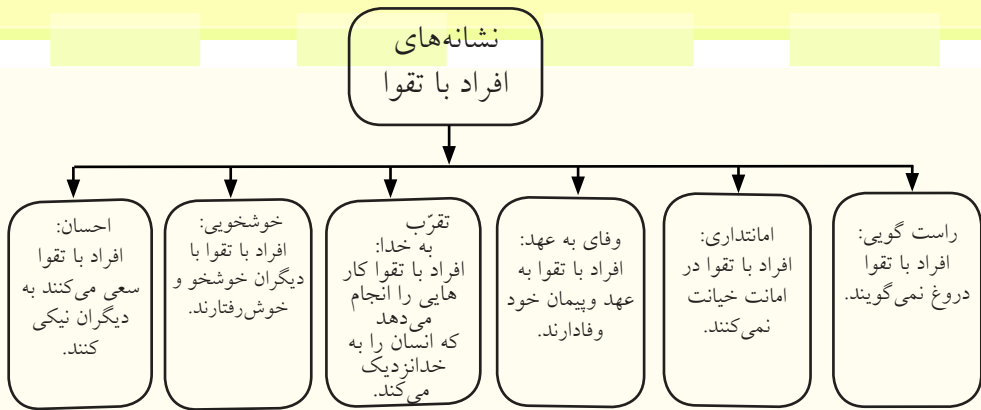 نشانه‌های
افراد با تقوا
راست گویی:
افراد با تقوا
دروغ نمی‌گویند.
امانتداری:
افراد با تقوا در
امانت خیانت
نمی‌کنند.
وفای به عهد:
افراد با تقوا به
عهد وپیمان خود
وفادارند.
تقرّب
به خدا:
افراد با تقوا کار
هایی را انجام
می‌دهد
که انسان را به
خدانزدیک
می‌کند.
خوشخویی:
افراد با تقوا با
دیگران خوشخو و
خوش‌رفتارند.
احسان:
افراد با تقوا
سعی می‌کنند به
دیگران نیکی
کنند.